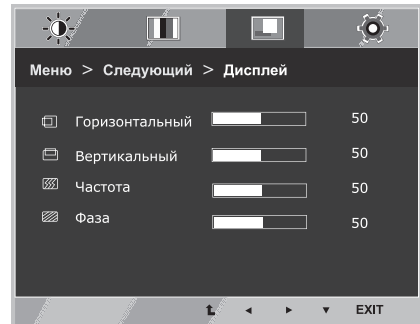 Меню > Следующий > Дисплей
Горизонтальный 50
Вертикальный 50
Частота 50
Фаза 50
EXIT